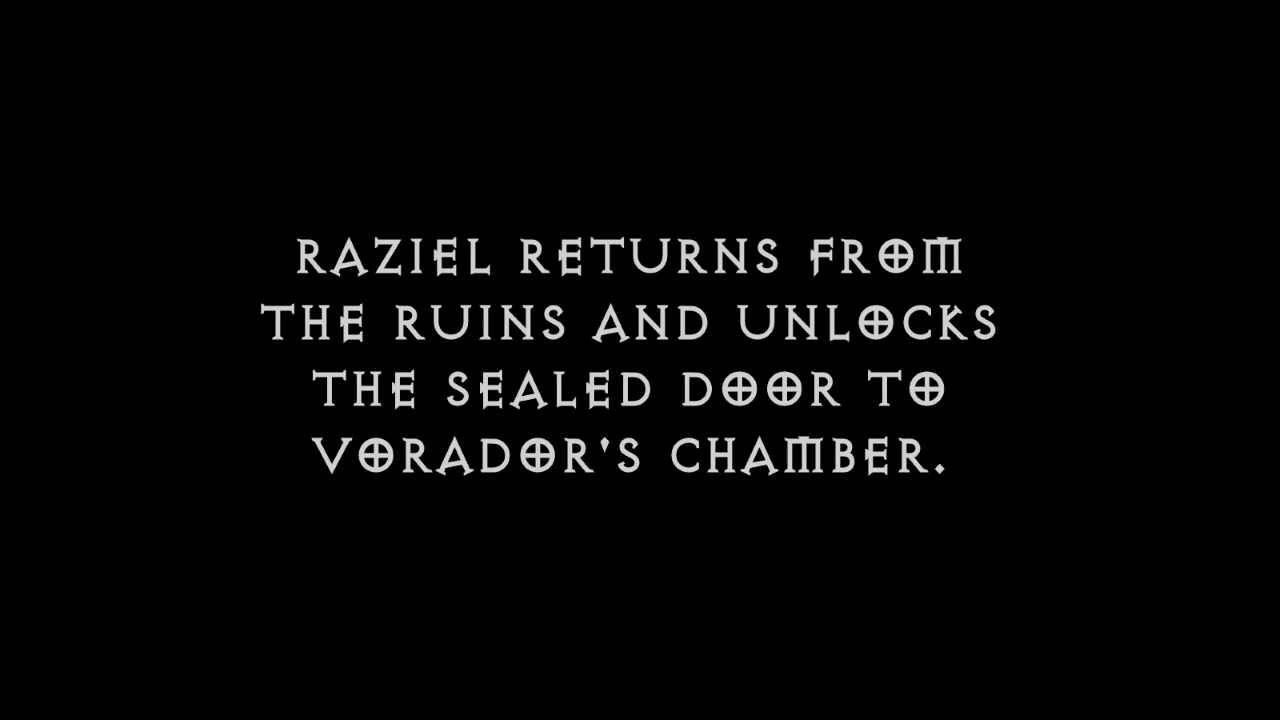 RAZIEL RETURNS FROM
THE RUINS AND UNLOCKS
THE SEALED DOOR TO
VORADOR'S CHAMBER.